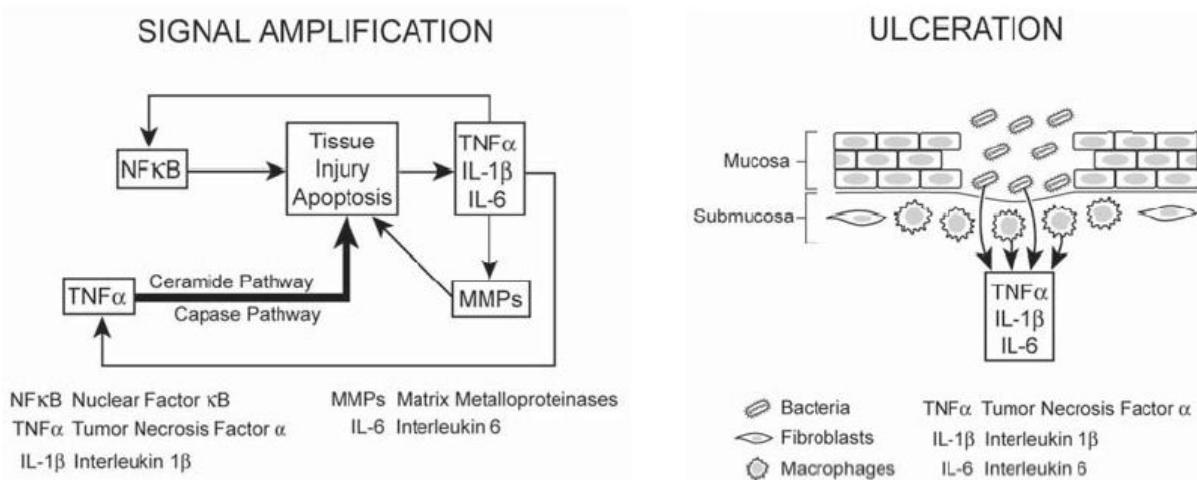 SIGNAL AMPLIFICATION
NFκB
Tissue
Injury
Apoptosis
TNFα
IL-1β
IL-6
TNFα
Ceramide Pathway
Capase Pathway
MMPs
NFκB Nuclear Factor κB
TNFα Tumor Necrosis Factor α
IL-1β Interleukin 1β
MMPs Matrix Metalloproteinases
IL-6 Interleukin 6
ULCERATION
Mucosa
Submucosa
TNFα
IL-1β
IL-6
Bacteria
Fibroblasts
Macrophages
TNFα Tumor Necrosis Factor α
IL-1β Interleukin 1β
IL-6 Interleukin 6